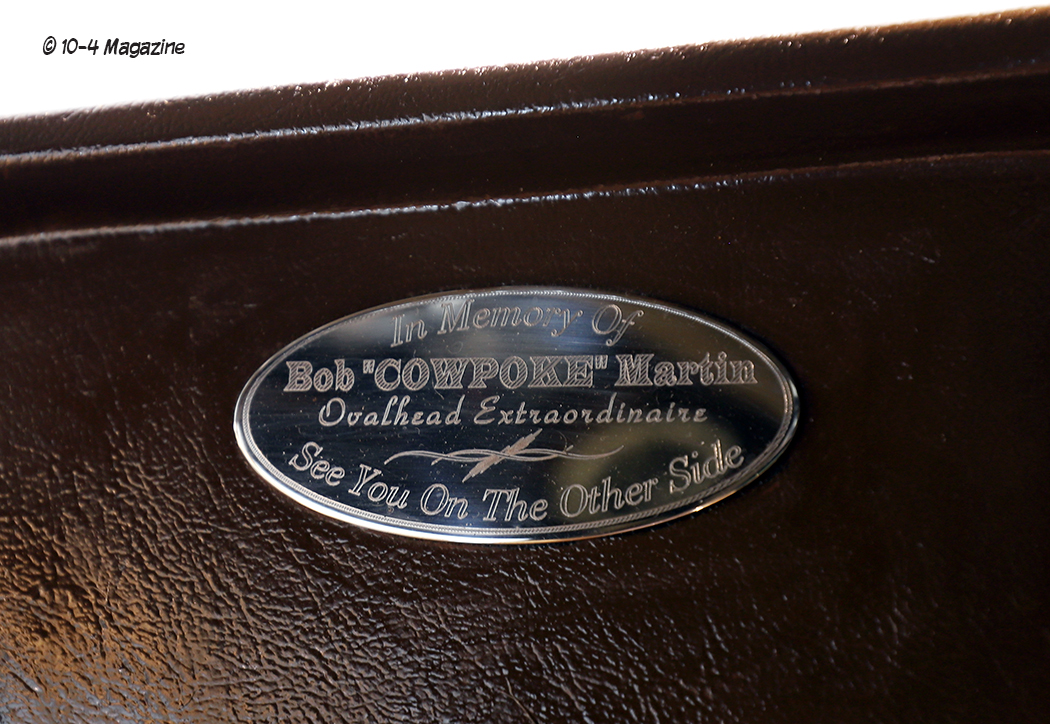 © 10-4 Magazine
In Memory Of
Bob "COWPOKE" Martin
Ovalhead Extraordinaire
See You On The Other Side